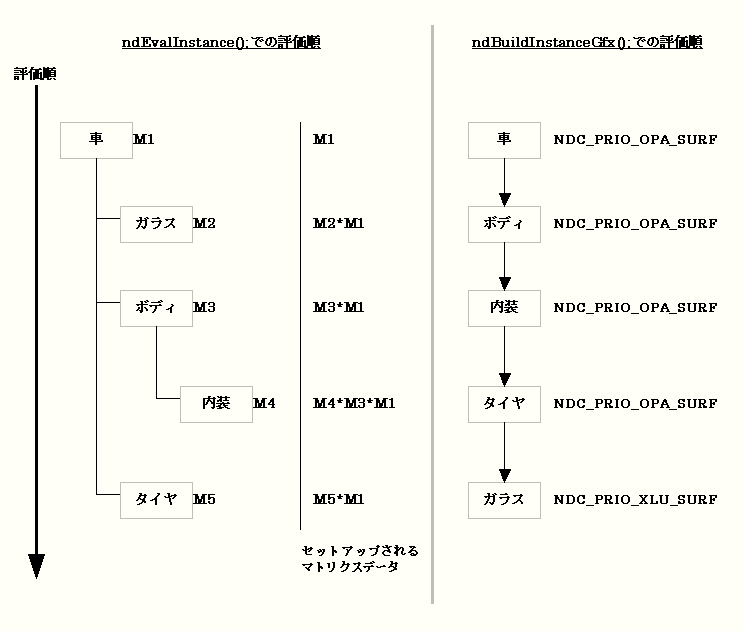 ndEvalInstance();での評価順
ndBuildInstanceGfx();での評価順
評価順
車 M1
M1
車
NDC_PRIO_OPA_SURF
ガラス M2
M2*M1
ボディ
NDC_PRIO_OPA_SURF
ボディ M3
M3*M1
内装
NDC_PRIO_OPA_SURF
内装 M4
M4*M3*M1
タイヤ
NDC_PRIO_OPA_SURF
タイヤ M5
M5*M1
ガラス
NDC_PRIO_XLU_SURF
セットアップされる
マトリクスデータ